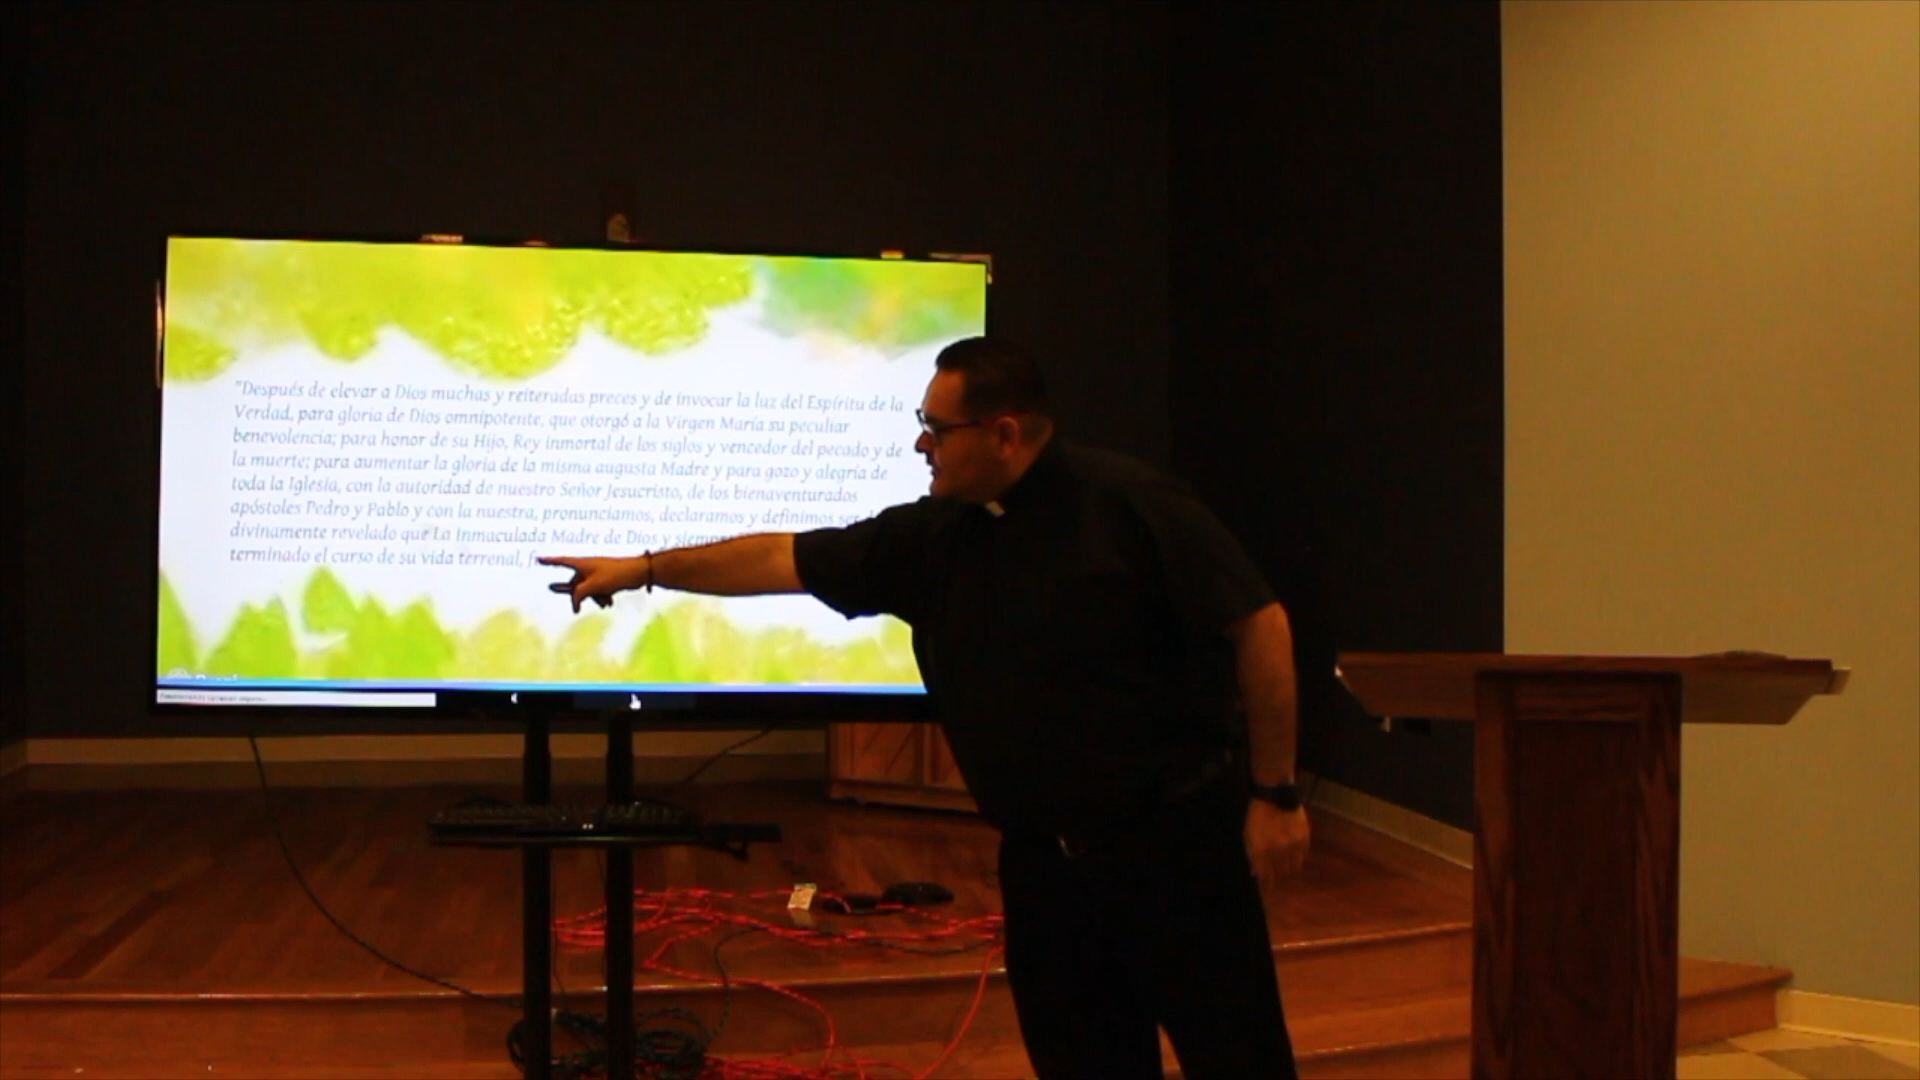 "Después de elevar a Dios muchas y reiteradas preces y de invocar la luz del Espíritu de la
Verdad, para gloria de Dios omnipotente, que otorgó a la Virgen María su peculiar
benevolencia; para honor de su Hijo, Rey inmortal de los siglos y vencedor del pecado y de
la muerte; para aumentar la gloria de la misma augusta Madre y para gozo y alegría de
toda la Iglesia, con la autoridad de nuestro Señor Jesucristo, de los bienaventurados
apóstoles Pedro y Pablo y con la nuestra, pronunciamos, declaramos y definimos ser
divinamente revelado que La Inmaculada Madre de Dios y
terminado el curso de su vida terrenal,